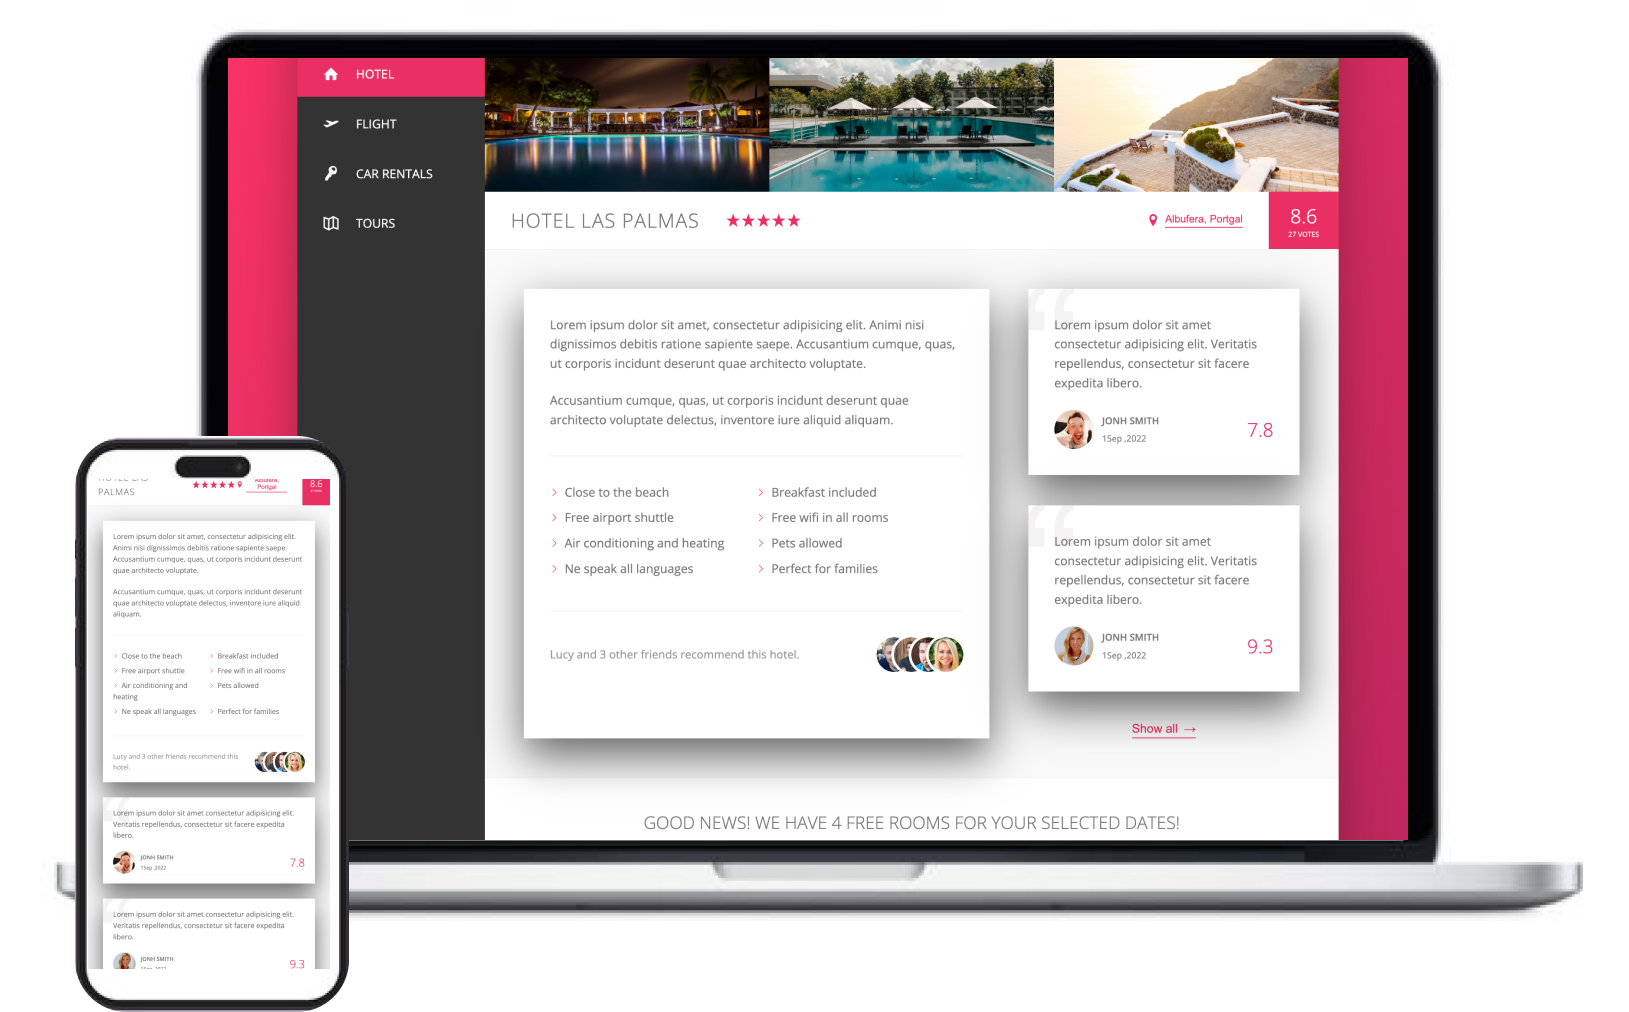 HOTEL
FLIGHT
CAR RENTALS
TOURS
HOTEL LAS PALMAS
Albufera, Portgal
8.6
27 VOTES
Lorem ipsum dolor sit amet, consectetur adipisicing elit. Animi nisi
dignissimos debitis ratione sapiente saepe. Accusantium cumque, quas,
ut corporis incidunt deserunt quae architecto voluptate.
Accusantium cumque, quas, ut corporis incidunt deserunt quae
architecto voluptate delectus, inventore iure aliquid aliquam.
Close to the beach
Breakfast included
Free airport shuttle
Free wifi in all rooms
Air conditioning and heating
Pets allowed
Ne speak all languages
Perfect for families
Lucy and 3 other friends recommend this hotel.
Lorem ipsum dolor sit amet
consectetur adipisicing elit. Veritatis
repellendus, consectetur sit facere
expedita libero.
JONH SMITH
1Sep ,2022
7.8
Lorem ipsum dolor sit amet
consectetur adipisicing elit. Veritatis
repellendus, consectetur sit facere
expedita libero.
JONH SMITH
1Sep ,2022
9.3
Show all →
GOOD NEWS! WE HAVE 4 FREE ROOMS FOR YOUR SELECTED DATES!
HOTEL LAS
PALMAS
Albufera,
Portgal
8.6
Lorem ipsum dolor sit amet, consectetur adipisicing elit.
Animi nisi dignissimos debitis ratione sapiente saepe.
Accusantium cumque, quas, ut corporis incidunt deserunt
quae architecto voluptate.
Accusantium cumque, quas, ut corporis incidunt deserunt
quae architecto voluptate delectus, inventore iure aliquid
aliquam.
Close to the beach
Breakfast included
Free airport shuttle
Free wifi in all rooms
Air conditioning and
heating
Pets allowed
Ne speak all languages
Perfect for families
Lucy and 3 other friends recommend this
hotel.
Lorem ipsum dolor sit amet consectetur adipisicing elit.
Veritatis repellendus, consectetur sit facere expedita
libero.
JONH SMITH
1Sep ,2022
7.8
Lorem ipsum dolor sit amet consectetur adipisicing elit.
Veritatis repellendus, consectetur sit facere expedita
libero.
JONH SMITH
9.3